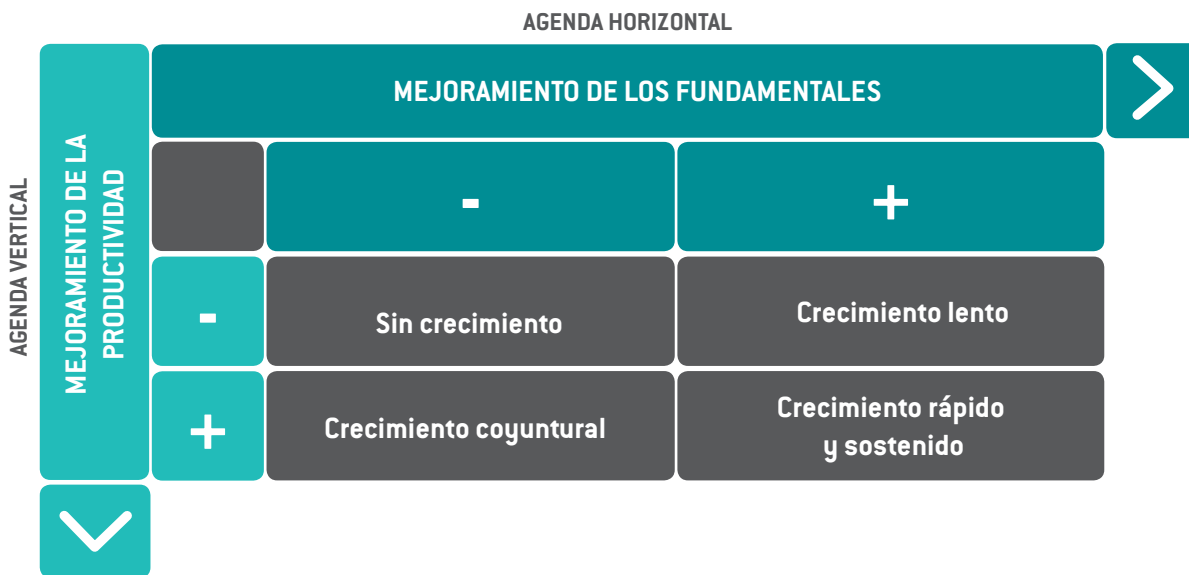 AGENDA HORIZONTAL
MEJORAMIENTO DE LOS FUNDAMENTALES
AGENDA VERTICAL
MEJORAMIENTO DE LA
PRODUCTIVIDAD
- +
- Sin crecimiento Crecimiento lento
+ Crecimiento coyuntural Crecimiento rápido
y sostenido